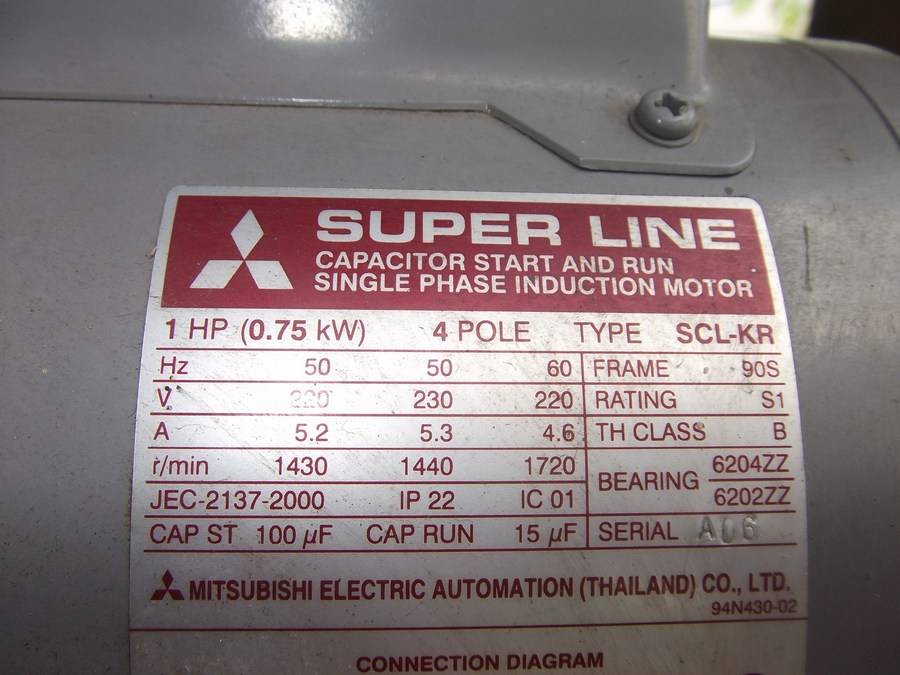 SUPER LINE
CAPACITOR START AND RUN
SINGLE PHASE INDUCTION MOTOR
1 HP (0.75 kW) 4 POLE TYPE SCL-KR
Hz 50 50 60 FRAME 90S
V 220 230 220 RATING S1
A 5.2 5.3 4.6 TH CLASS B
r/min 1430 1440 1720 BEARING 6204ZZ
6202ZZ
JEC-2137-2000 IP 22 IC 01
CAP ST 100 µF CAP RUN 15 µF SERIAL A06
MITSUBISHI ELECTRIC AUTOMATION (THAILAND) CO., LTD.
94N430-02
CONNECTION DIAGRAM